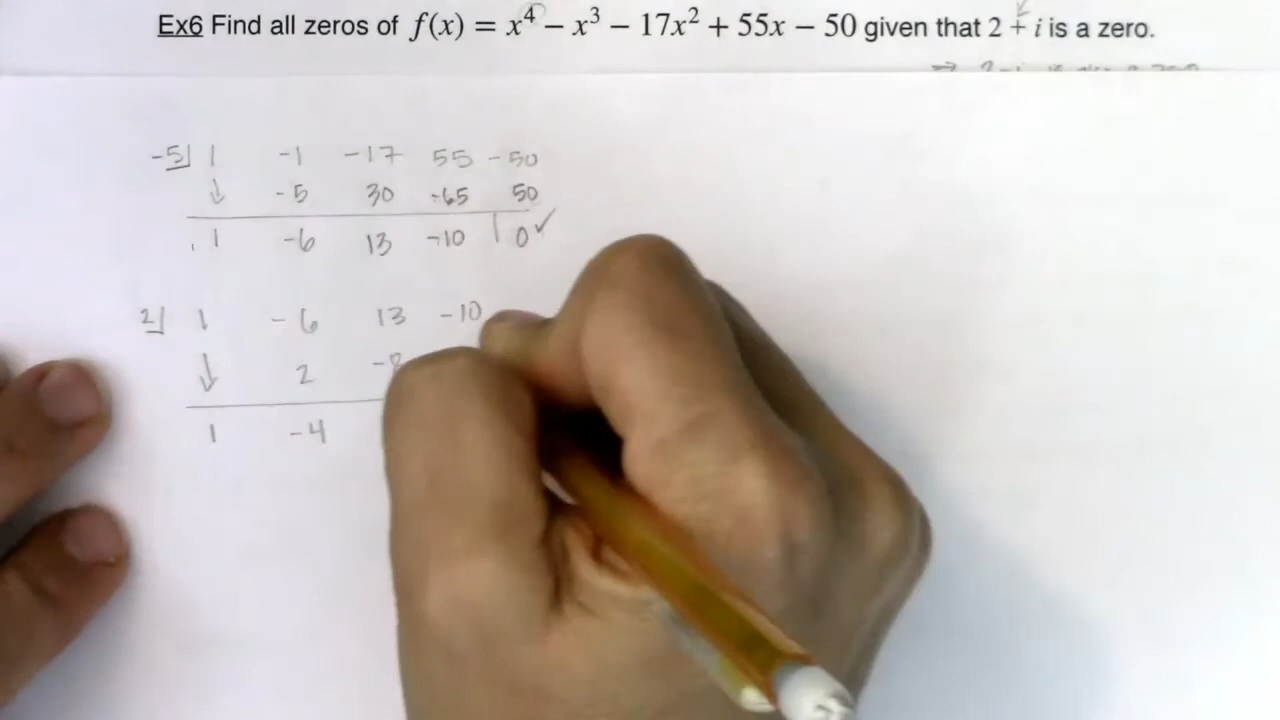 Ex6 Find all zeros of f(x) = x⁴ − x³ − 17x² + 55x − 50 given that 2 + i is a zero.
-5| 1 -1 -17 55 -50
↓ -5 30 -65 50
1 -6 13 -10 | 0 ✓
2| 1 -6 13 -10
↓ 2 -8
1 -4